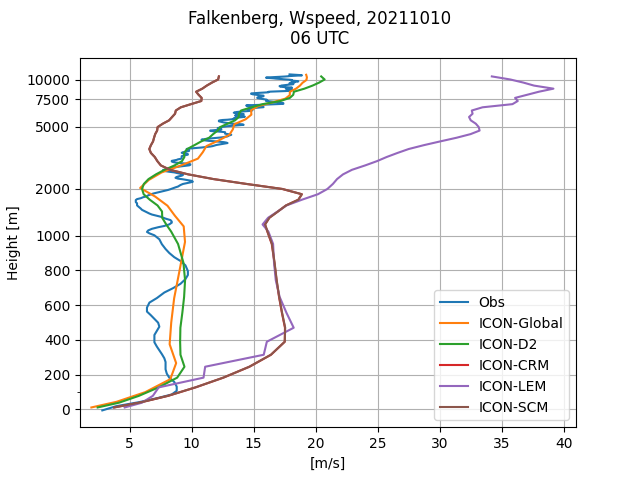 Falkenberg, Wspeed, 20211010
06 UTC
10000
7500
5000
2000
1000
800
600
400
200
0
Height [m]
Obs
ICON-Global
ICON-D2
ICON-CRM
ICON-LEM
ICON-SCM
5 10 15 20 25 30 35 40
[m/s]